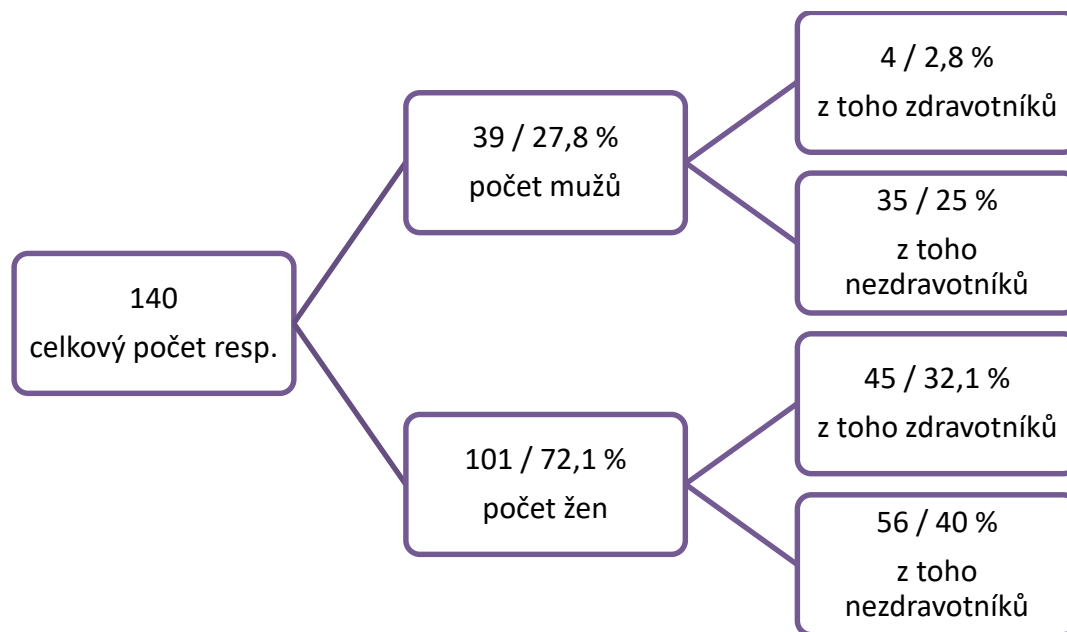 140
celkový počet resp.
39 / 27,8 %
počet mužů
4 / 2,8 %
z toho zdravotníků
35 / 25 %
z toho
nezdravotníků
101 / 72,1 %
počet žen
45 / 32,1 %
z toho zdravotníků
56 / 40 %
z toho
nezdravotníků